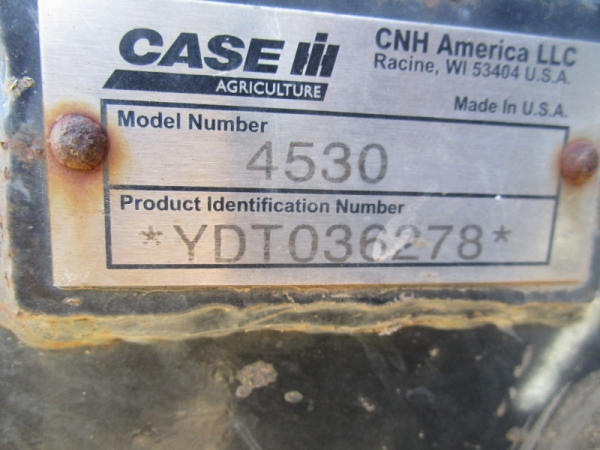 CASE IH
AGRICULTURE
CNH America LLC
Racine, WI 53404 U.S.A.
Made In U.S.A.
Model Number
4530
Product Identification Number
*YDT036278*